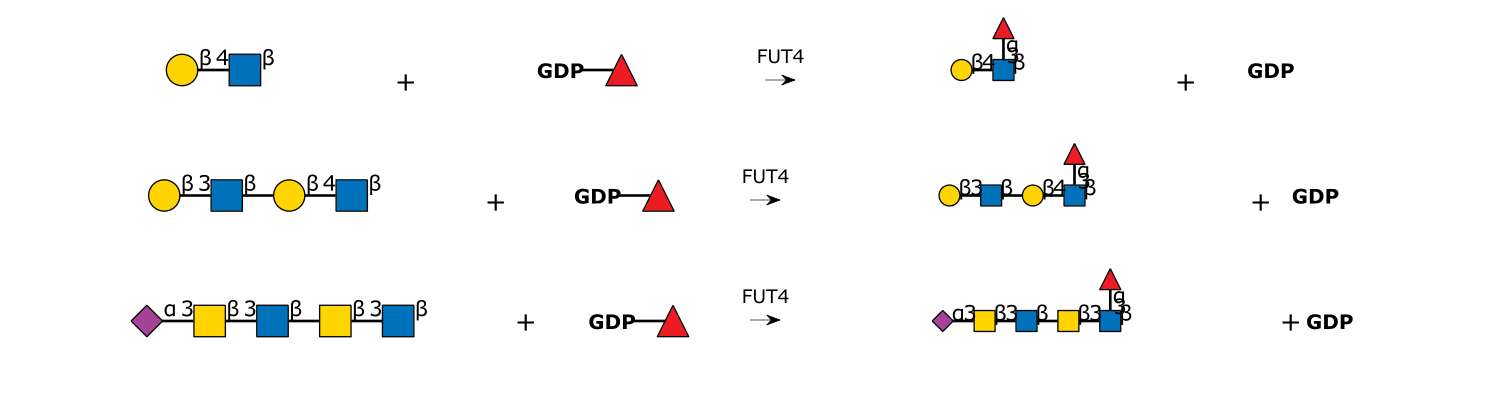 β 4 β + GDP FUT4 β4 α 3 β + GDP
β 3 β β 4 β + GDP FUT4 β3 β β4 α 3 β + GDP
α 3 β 3 β β 3 β + GDP FUT4 α3 β3 β β3 α 3 β + GDP